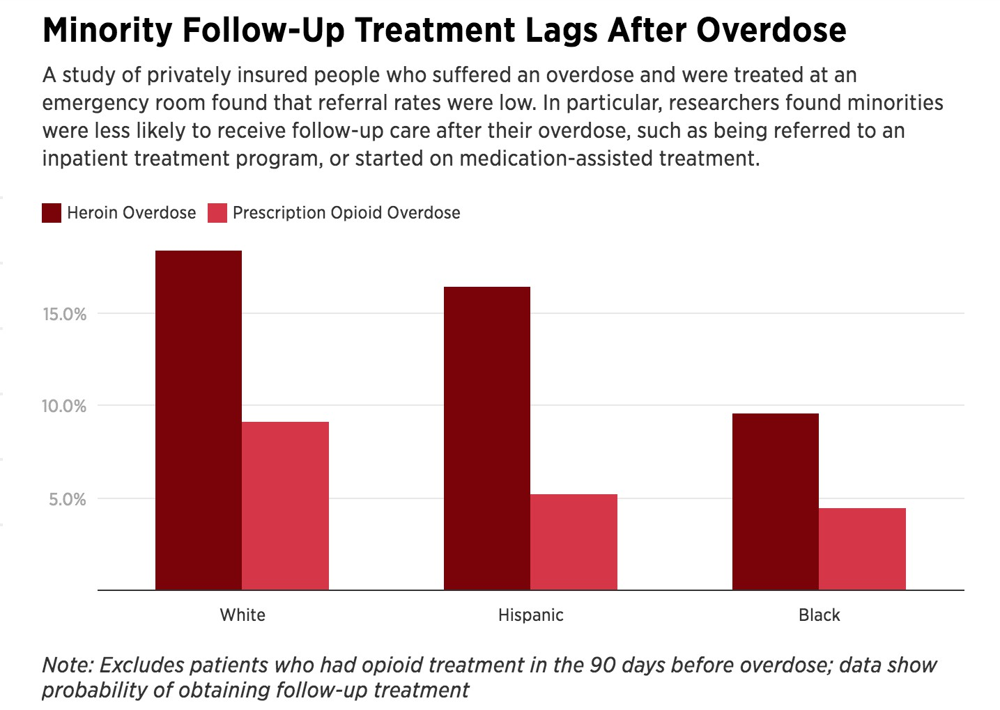 Minority Follow-Up Treatment Lags After Overdose
A study of privately insured people who suffered an overdose and were treated at an
emergency room found that referral rates were low. In particular, researchers found minorities
were less likely to receive follow-up care after their overdose, such as being referred to an
inpatient treatment program, or started on medication-assisted treatment.
Heroin Overdose Prescription Opioid Overdose
15.0%
10.0%
5.0%
White Hispanic Black
Note: Excludes patients who had opioid treatment in the 90 days before overdose; data show
probability of obtaining follow-up treatment